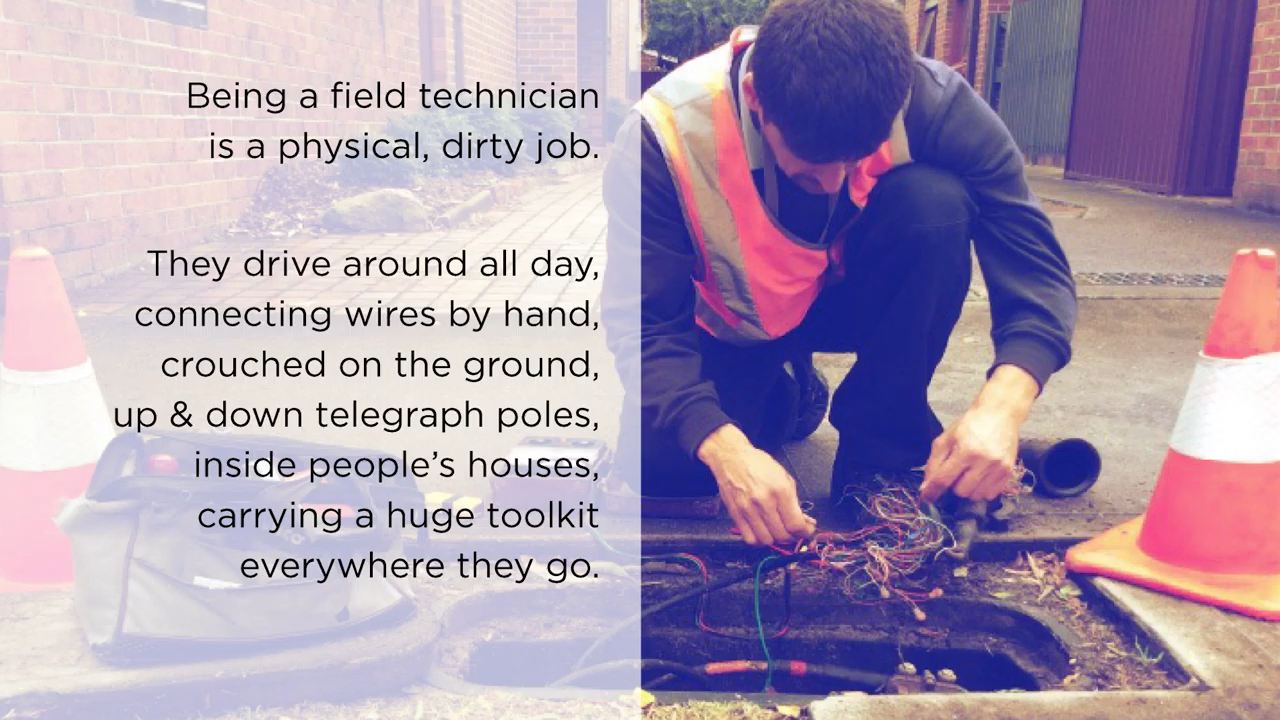 Being a field technician
is a physical, dirty job.
They drive around all day,
connecting wires by hand,
crouched on the ground,
up & down telegraph poles,
inside people’s houses,
carrying a huge toolkit
everywhere they go.